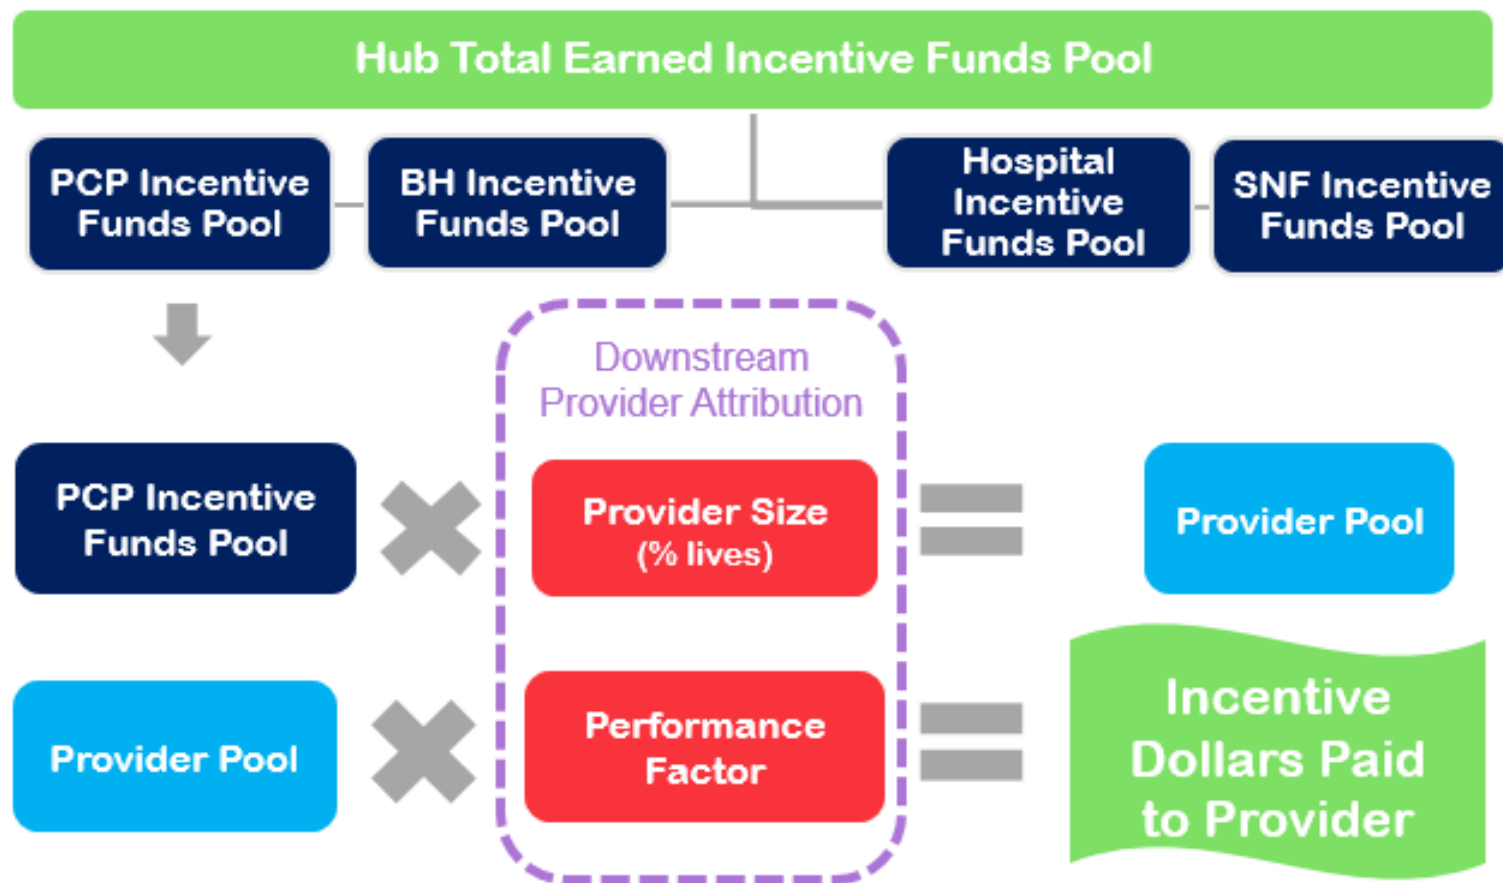 Hub Total Earned Incentive Funds Pool
PCP Incentive
Funds Pool
BH Incentive
Funds Pool
Hospital
Incentive
Funds Pool
SNF Incentive
Funds Pool
Downstream
Provider Attribution
PCP Incentive
Funds Pool
Provider Size
(% lives)
Provider Pool
Provider Pool
Performance
Factor
Incentive
Dollars Paid
to Provider